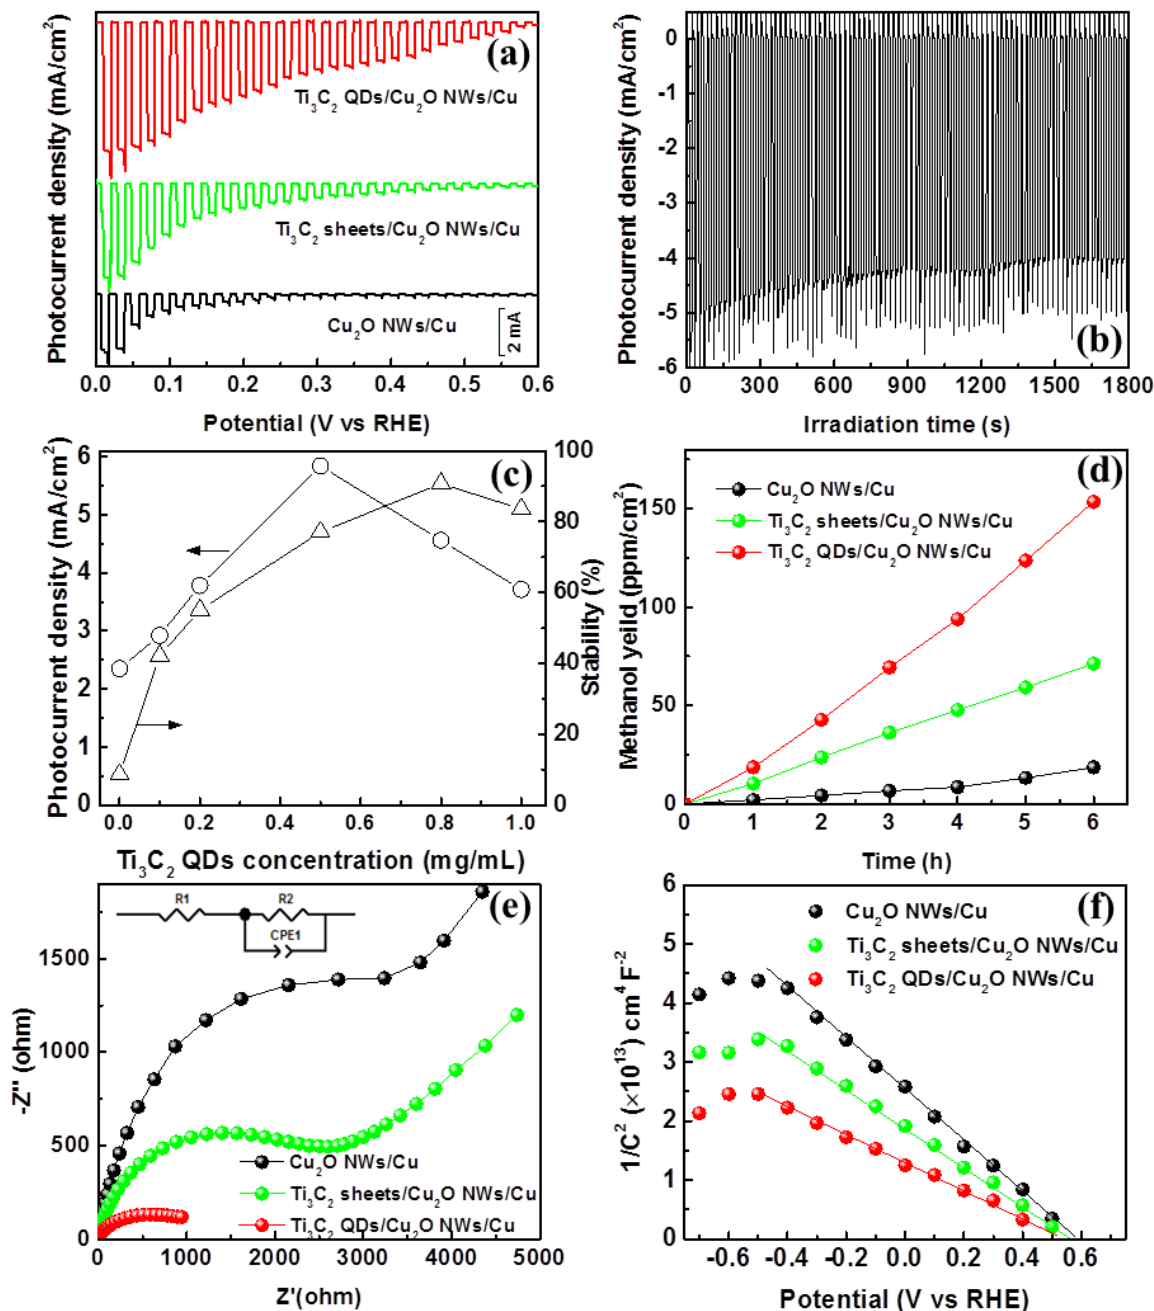 (a)
Photocurrent density (mA/cm²)
Ti₃C₂ QDs/Cu₂O NWs/Cu
Ti₃C₂ sheets/Cu₂O NWs/Cu
Cu₂O NWs/Cu
2 mA
0.0 0.1 0.2 0.3 0.4 0.5 0.6
Potential (V vs RHE)
(b)
Photocurrent density (mA/cm²)
0
-1
-2
-3
-4
-5
-6
0 300 600 900 1200 1500 1800
Irradiation time (s)
(c)
Photocurrent density (mA/cm²)
6
5
4
3
2
1
0
100
80
60
40
20
0
Stability (%)
0.0 0.2 0.4 0.6 0.8 1.0
Ti₃C₂ QDs concentration (mg/mL)
(d)
Methanol yeild (ppm/cm²)
Cu₂O NWs/Cu
Ti₃C₂ sheets/Cu₂O NWs/Cu
Ti₃C₂ QDs/Cu₂O NWs/Cu
150
100
50
0
0 1 2 3 4 5 6
Time (h)
(e)
R1 R2
CPE1
-Z'' (ohm)
1500
1000
500
0
Cu₂O NWs/Cu
Ti₃C₂ sheets/Cu₂O NWs/Cu
Ti₃C₂ QDs/Cu₂O NWs/Cu
0 1000 2000 3000 4000 5000
Z'(ohm)
(f)
1/C² (×10¹³) cm⁴ F⁻²
Cu₂O NWs/Cu
Ti₃C₂ sheets/Cu₂O NWs/Cu
Ti₃C₂ QDs/Cu₂O NWs/Cu
6
5
4
3
2
1
0
-0.6 -0.4 -0.2 0.0 0.2 0.4 0.6
Potential (V vs RHE)